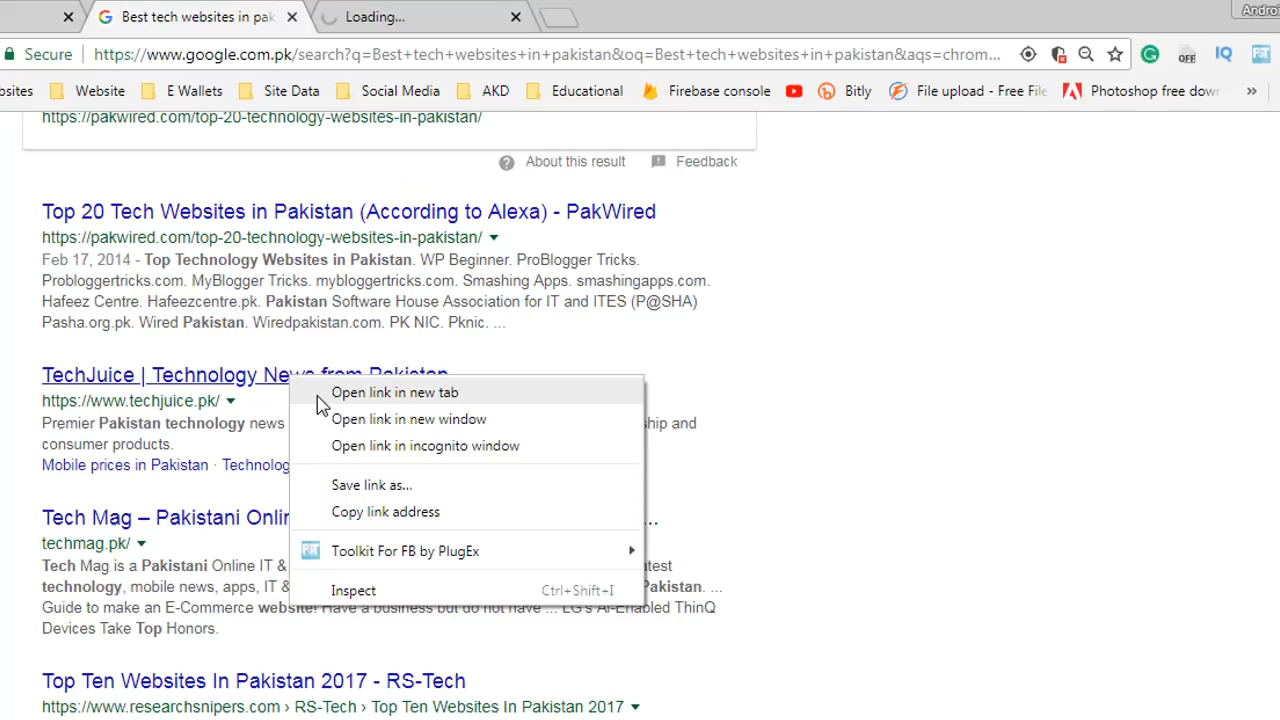 Best tech websites in pak
Loading...
Androi
Secure
https://www.google.com.pk/search?q=Best+tech+websites+in+pakistan&oq=Best+tech+websites+in+pakistan&aqs=chrom...
OFF
IQ
sites
Website
E Wallets
Site Data
Social Media
AKD
Educational
Firebase console
Bitly
File upload - Free File
Photoshop free dow
»
https://pakwired.com/top-20-technology-websites-in-pakistan/
About this result
Feedback
Top 20 Tech Websites in Pakistan (According to Alexa) - PakWired
https://pakwired.com/top-20-technology-websites-in-pakistan/
Feb 17, 2014 - Top Technology Websites in Pakistan. WP Beginner. ProBlogger Tricks.
Probloggertricks.com. MyBlogger Tricks. mybloggertricks.com. Smashing Apps. smashingapps.com.
Hafeez Centre. Hafeezcentre.pk. Pakistan Software House Association for IT and ITES (P@SHA)
Pasha.org.pk. Wired Pakistan. Wiredpakistan.com. PK NIC. Pknic. ...
TechJuice | Technology News from Pakistan
https://www.techjuice.pk/
Premier Pakistan technology news
ship and
consumer products.
Mobile prices in Pakistan · Technolog
Open link in new tab
Open link in new window
Open link in incognito window
Save link as...
Copy link address
Toolkit For FB by PlugEx
Inspect Ctrl+Shift+I
Tech Mag – Pakistani Onlin
...
techmag.pk/
Tech Mag is a Pakistani Online IT &
atest
technology, mobile news, apps, IT &
Pakistan. ...
Guide to make an E-Commerce website! Have a business but do not have ... LG's AI-Enabled ThinQ
Devices Take Top Honors.
Top Ten Websites In Pakistan 2017 - RS-Tech
https://www.researchsnipers.com › RS-Tech › Top Ten Websites In Pakistan 2017